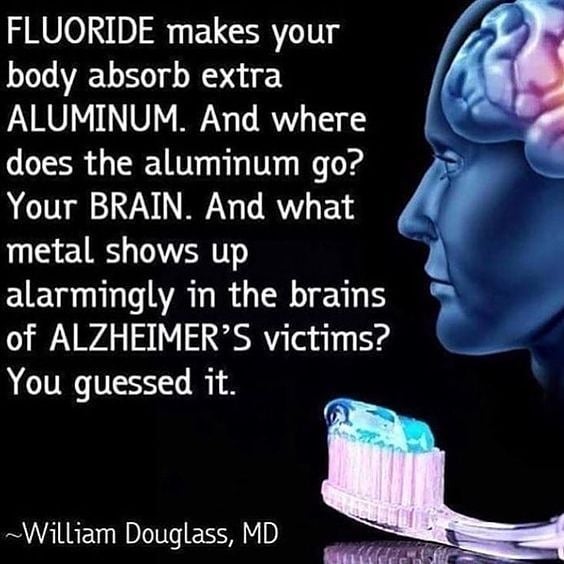 FLUORIDE makes your
body absorb extra
ALUMINUM. And where
does the aluminum go?
Your BRAIN. And what
metal shows up
alarmingly in the brains
of ALZHEIMER'S victims?
You guessed it.
~William Douglass, MD